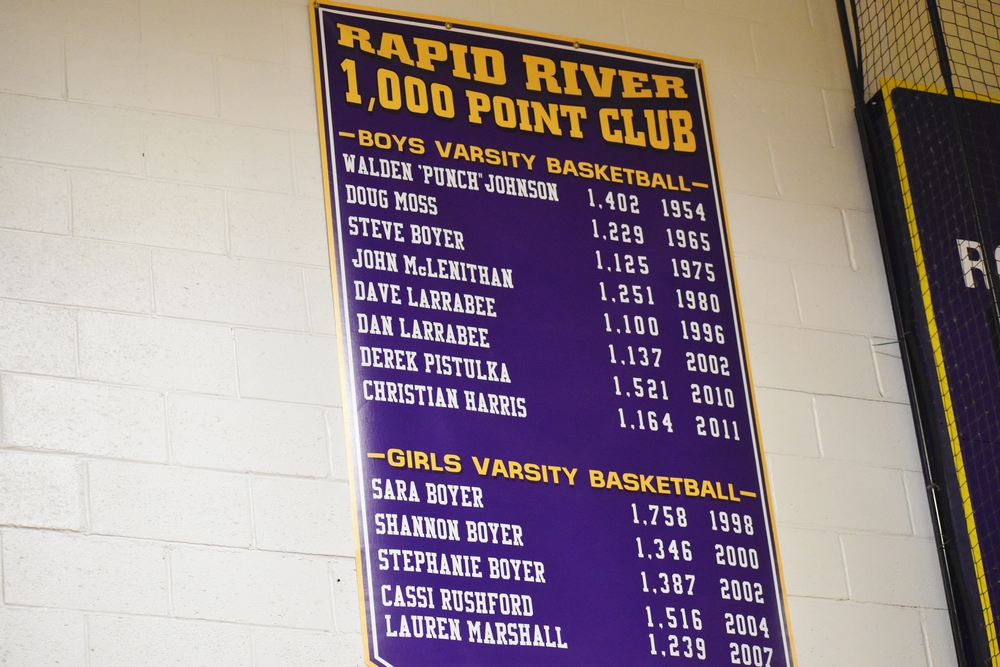 RAPID RIVER
1,000 POINT CLUB
–BOYS VARSITY BASKETBALL–
WALDEN "PUNCH" JOHNSON 1,402 1954
DOUG MOSS 1,229 1965
STEVE BOYER 1,125 1975
JOHN McLENITHAN 1,251 1980
DAVE LARRABEE 1,100 1996
DAN LARRABEE 1,137 2002
DEREK PISTULKA 1,521 2010
CHRISTIAN HARRIS 1,164 2011
–GIRLS VARSITY BASKETBALL–
SARA BOYER 1,758 1998
SHANNON BOYER 1,346 2000
STEPHANIE BOYER 1,387 2002
CASSI RUSHFORD 1,516 2004
LAUREN MARSHALL 1,239 2007